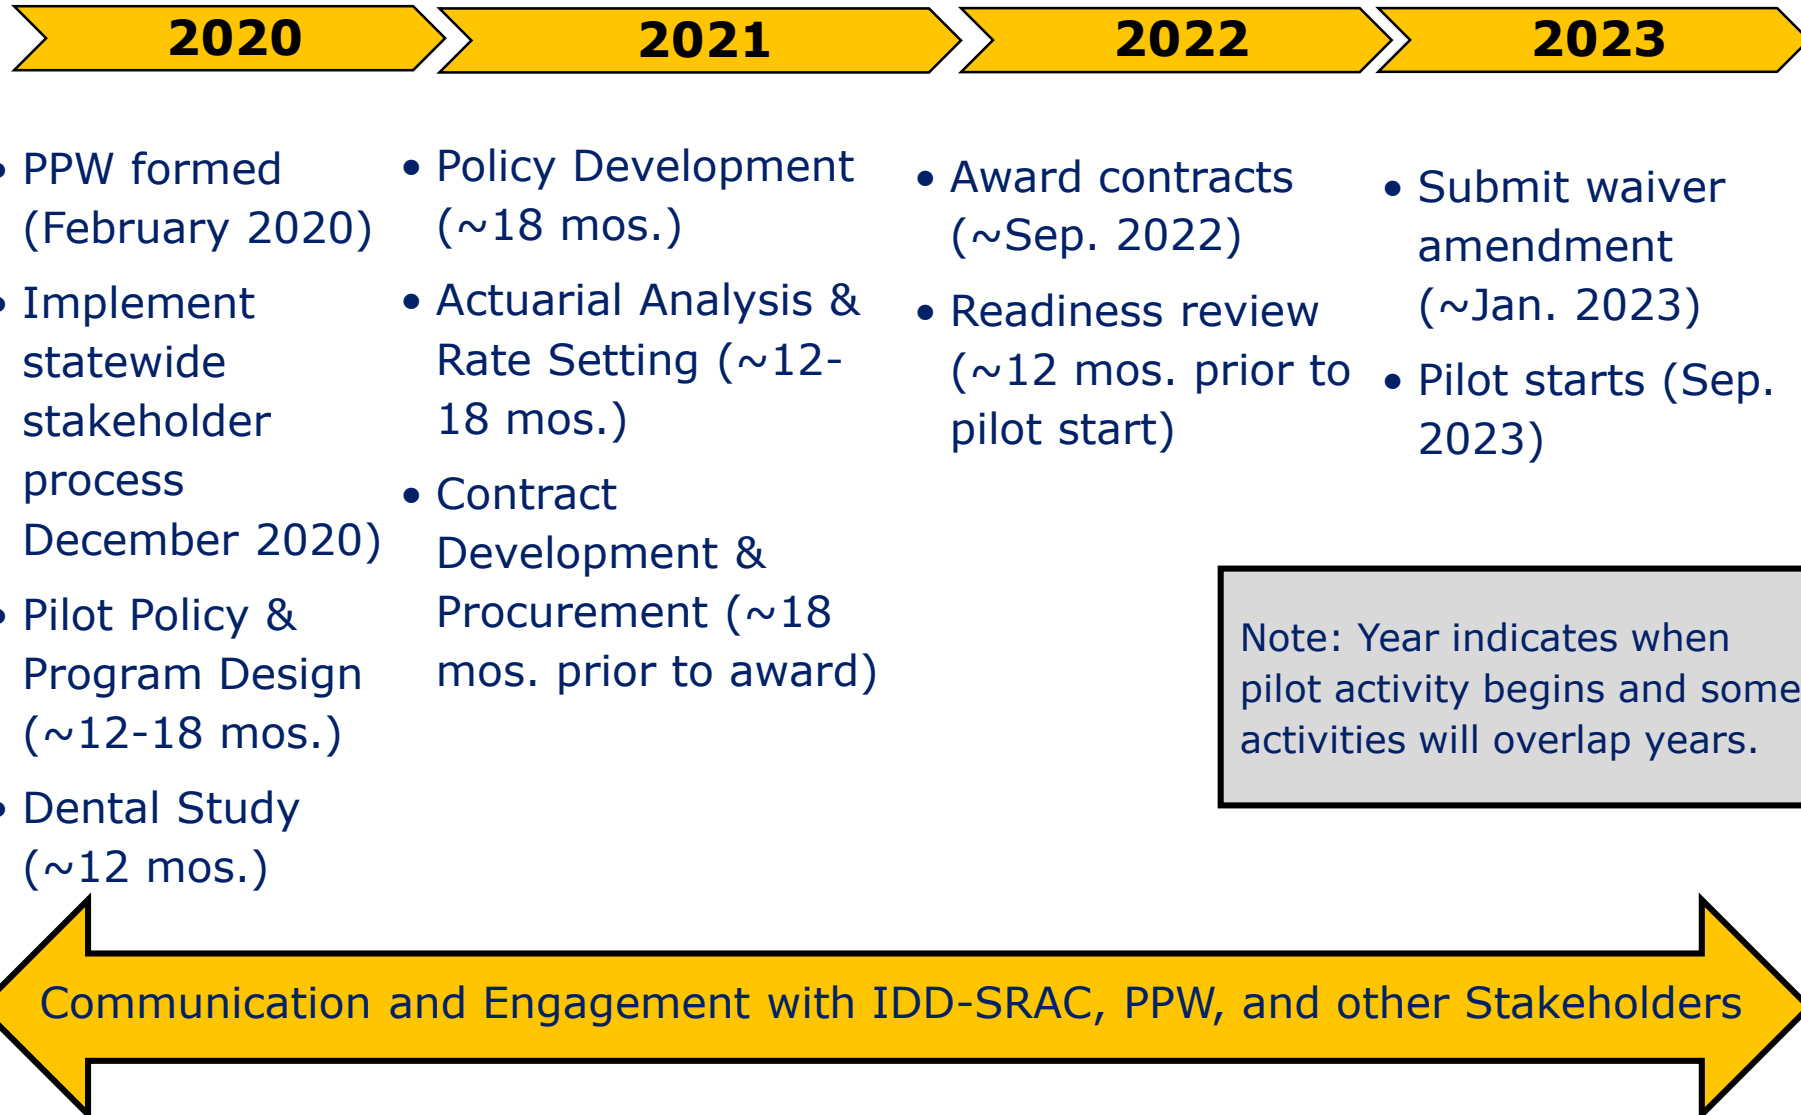 2020
2021
2022
2023
• PPW formed
(February 2020)
• Implement
statewide
stakeholder
process
December 2020)
• Pilot Policy &
Program Design
(~12-18 mos.)
• Dental Study
(~12 mos.)
• Policy Development
(~18 mos.)
• Actuarial Analysis &
Rate Setting (~12-
18 mos.)
• Contract
Development &
Procurement (~18
mos. prior to award)
• Award contracts
(~Sep. 2022)
• Readiness review
(~12 mos. prior to
pilot start)
• Submit waiver
amendment
(~Jan. 2023)
• Pilot starts (Sep.
2023)
Note: Year indicates when
pilot activity begins and some
activities will overlap years.
Communication and Engagement with IDD-SRAC, PPW, and other Stakeholders